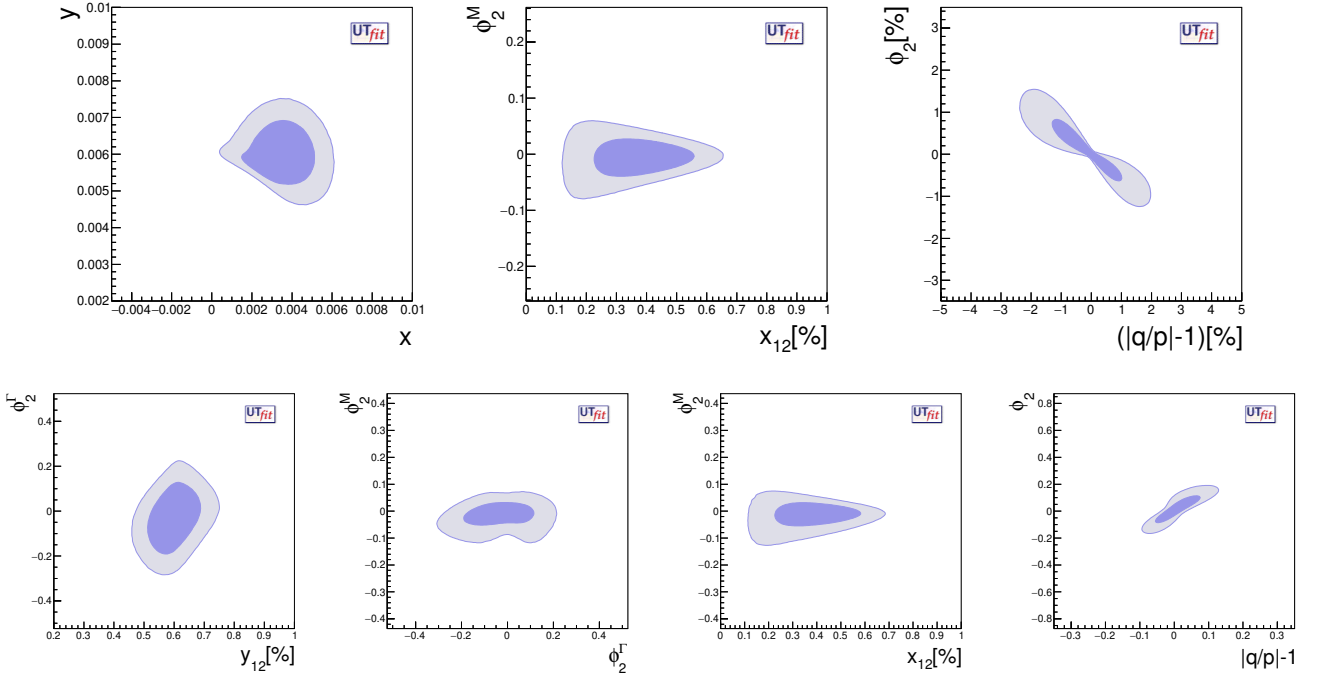 y
0.01
0.009
0.008
0.007
0.006
0.005
0.004
0.003
0.002
−0.004 −0.002 0 0.002 0.004 0.006 0.008 0.01
x
UTfit
ϕ₂ᴹ
0.2
0.1
0
−0.1
−0.2
0 0.1 0.2 0.3 0.4 0.5 0.6 0.7 0.8 0.9 1
x₁₂[%]
UTfit
ϕ₂[%]
3
2
1
0
−1
−2
−3
−5 −4 −3 −2 −1 0 1 2 3 4 5
(|q/p|-1)[%]
UTfit
ϕ₂ᴦ
0.4
0.2
0
−0.2
−0.4
0.2 0.3 0.4 0.5 0.6 0.7 0.8 0.9 1
y₁₂[%]
UTfit
ϕ₂ᴹ
0.4
0.3
0.2
0.1
0
−0.1
−0.2
−0.3
−0.4
−0.4 −0.2 0 0.2 0.4
ϕ₂ᴦ
UTfit
ϕ₂ᴹ
0.4
0.3
0.2
0.1
0
−0.1
−0.2
−0.3
−0.4
0 0.1 0.2 0.3 0.4 0.5 0.6 0.7 0.8 0.9 1
x₁₂[%]
UTfit
ϕ₂
0.8
0.6
0.4
0.2
0
−0.2
−0.4
−0.6
−0.8
−0.3 −0.2 −0.1 0 0.1 0.2 0.3
|q/p|-1
UTfit